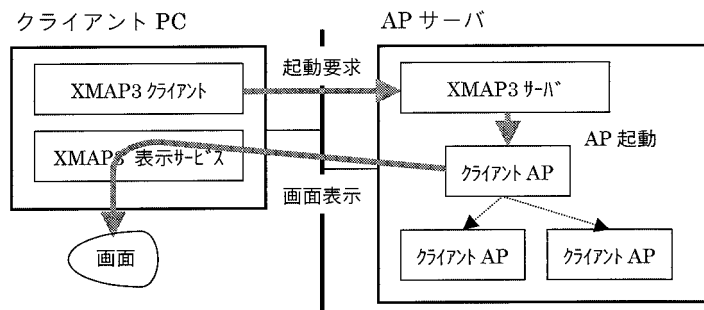 クライアント PC
AP サーバ
XMAP3 クライアント
起動要求
XMAP3 サーバ
AP 起動
XMAP3 表示サービス
クライアント AP
画面表示
画面
クライアント AP
クライアント AP